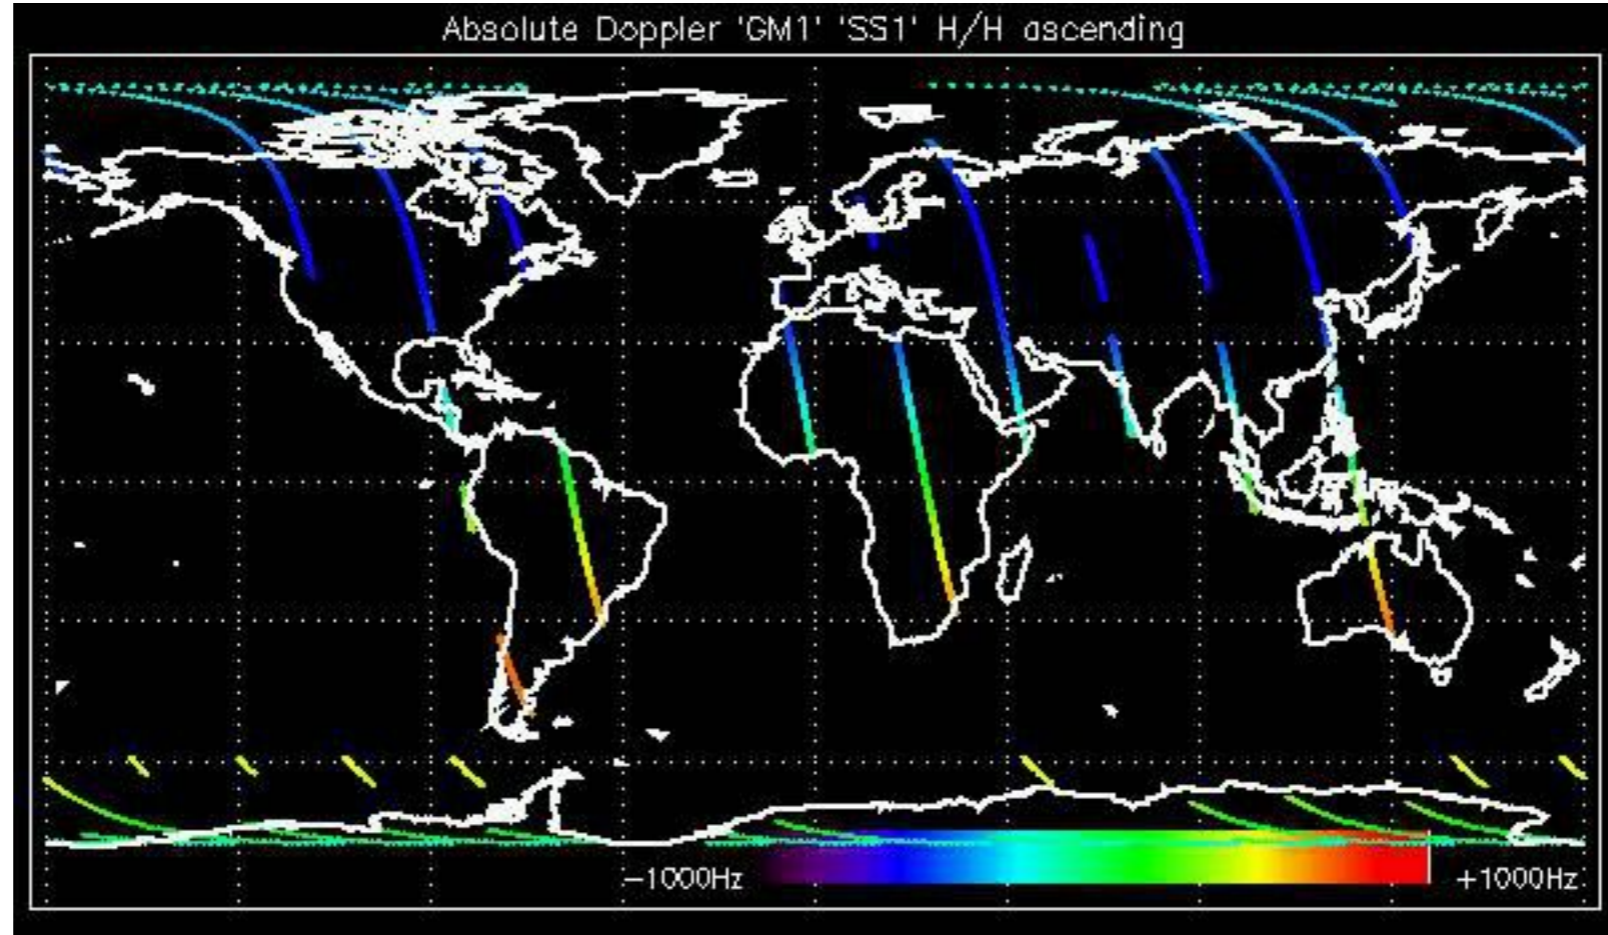 Absolute Doppler 'GM1' 'SS1' H/H ascending
−1000Hz
+1000Hz